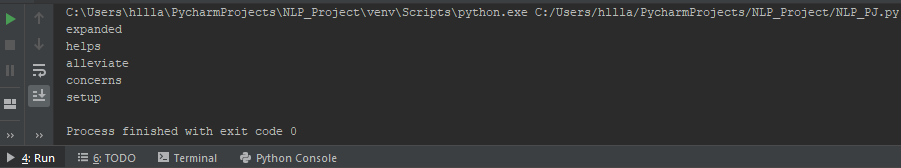 C:\Users\hllla\PycharmProjects\NLP_Project\venv\Scripts\python.exe C:/Users/hllla/PycharmProjects/NLP_Project/NLP_PJ.py
expanded
helps
alleviate
concerns
setup
Process finished with exit code 0
4: Run 6: TODO Terminal Python Console